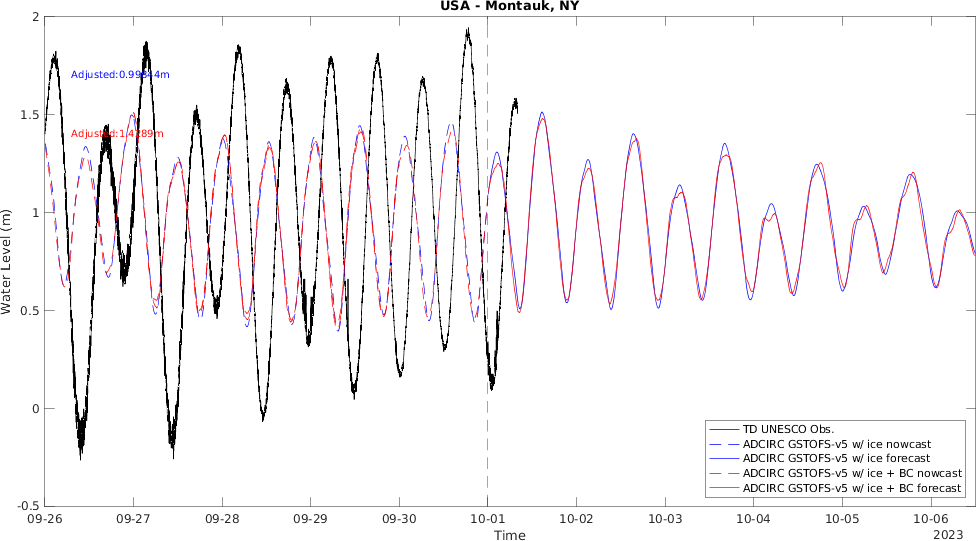 USA - Montauk, NY
2
1.5
1
0.5
0
-0.5
Water Level (m)
Adjusted:0.99844m
Adjusted:1.4289m
TD UNESCO Obs.
ADCIRC GSTOFS-v5 w/ ice nowcast
ADCIRC GSTOFS-v5 w/ ice forecast
ADCIRC GSTOFS-v5 w/ ice + BC nowcast
ADCIRC GSTOFS-v5 w/ ice + BC forecast
09-26 09-27 09-28 09-29 09-30 10-01 10-02 10-03 10-04 10-05 10-06
Time
2023